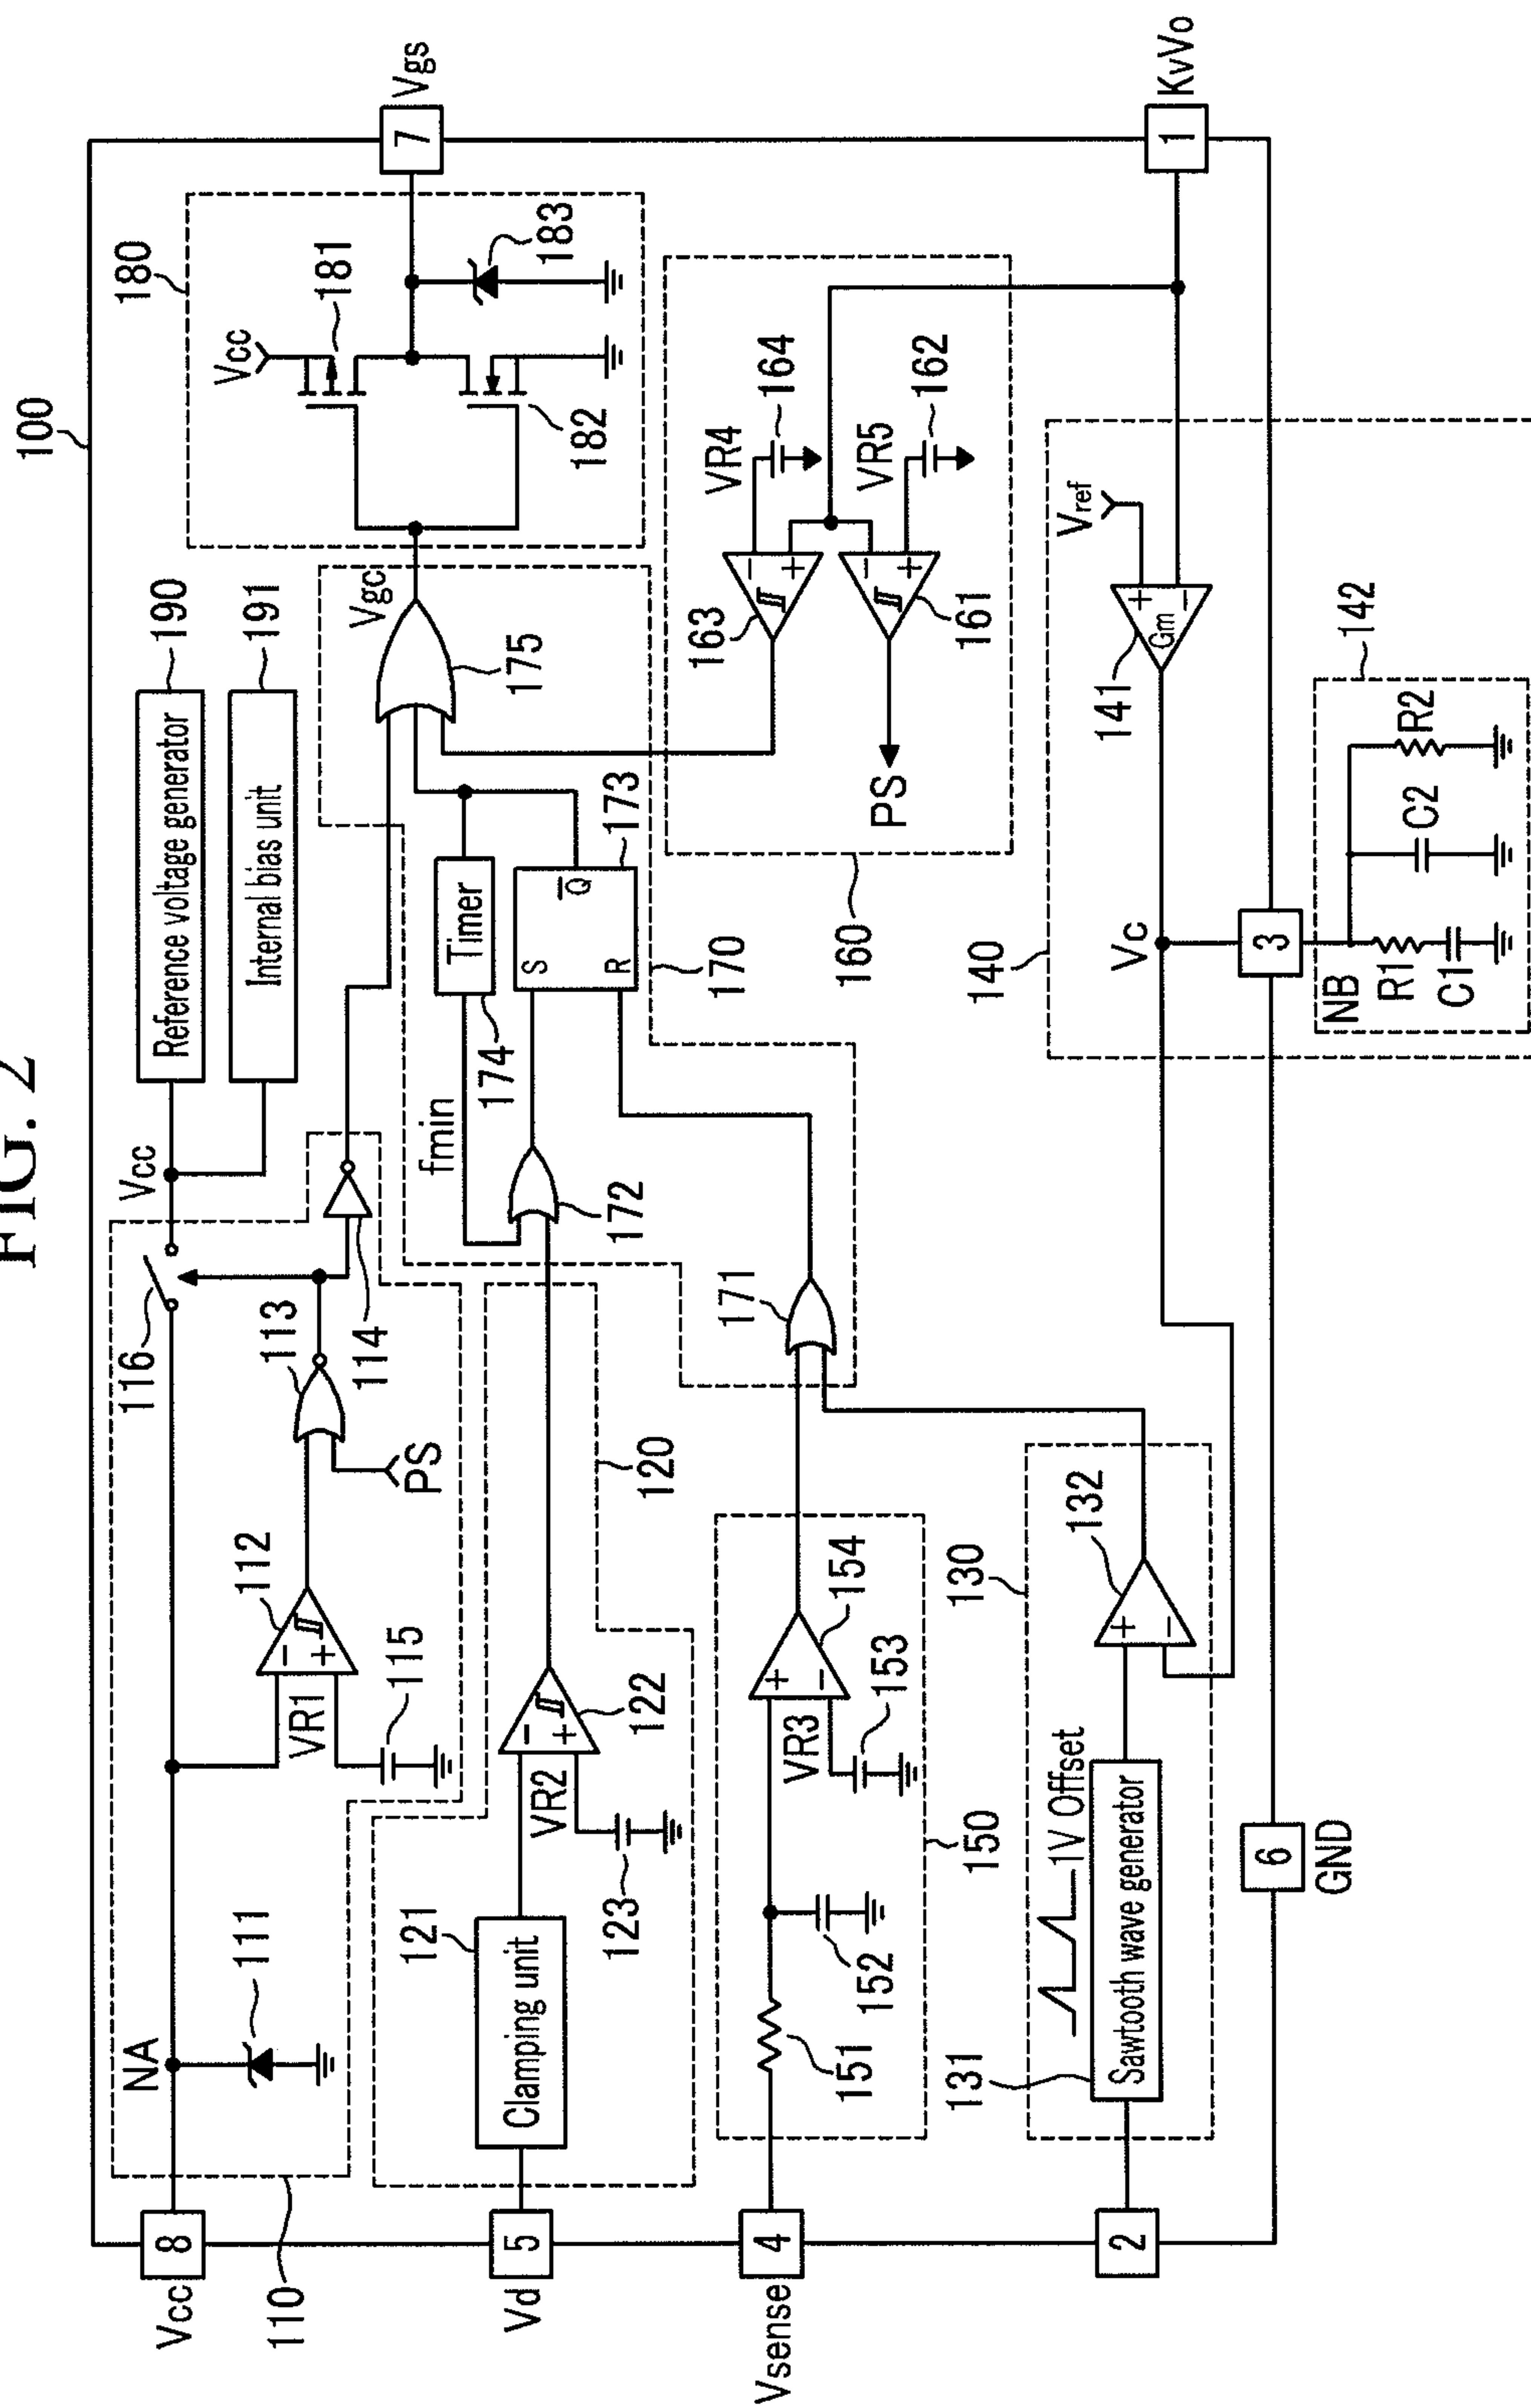 FIG. 2
100
Vcc
8
NA
111
110
VR1
115
112
PS
113
114
116
Vcc
Reference voltage generator
190
Internal bias unit
191
Vd
5
Clamping unit
121
VR2
123
122
120
fmin
172
Timer
174
S
R
Q̅
173
170
171
Vgc
175
180
Vcc
181
182
183
7
Vgs
Vsense
4
151
152
VR3
153
154
150
160
PS
163
161
VR4
164
VR5
162
2
131
Sawtooth wave generator
1V Offset
132
130
140
Vc
141
Gm
Vref
1
KvVo
6
GND
3
NB
R1
C1
C2
R2
142
+
−
+
−
+
−
+
−
+
−
+
−
+
−